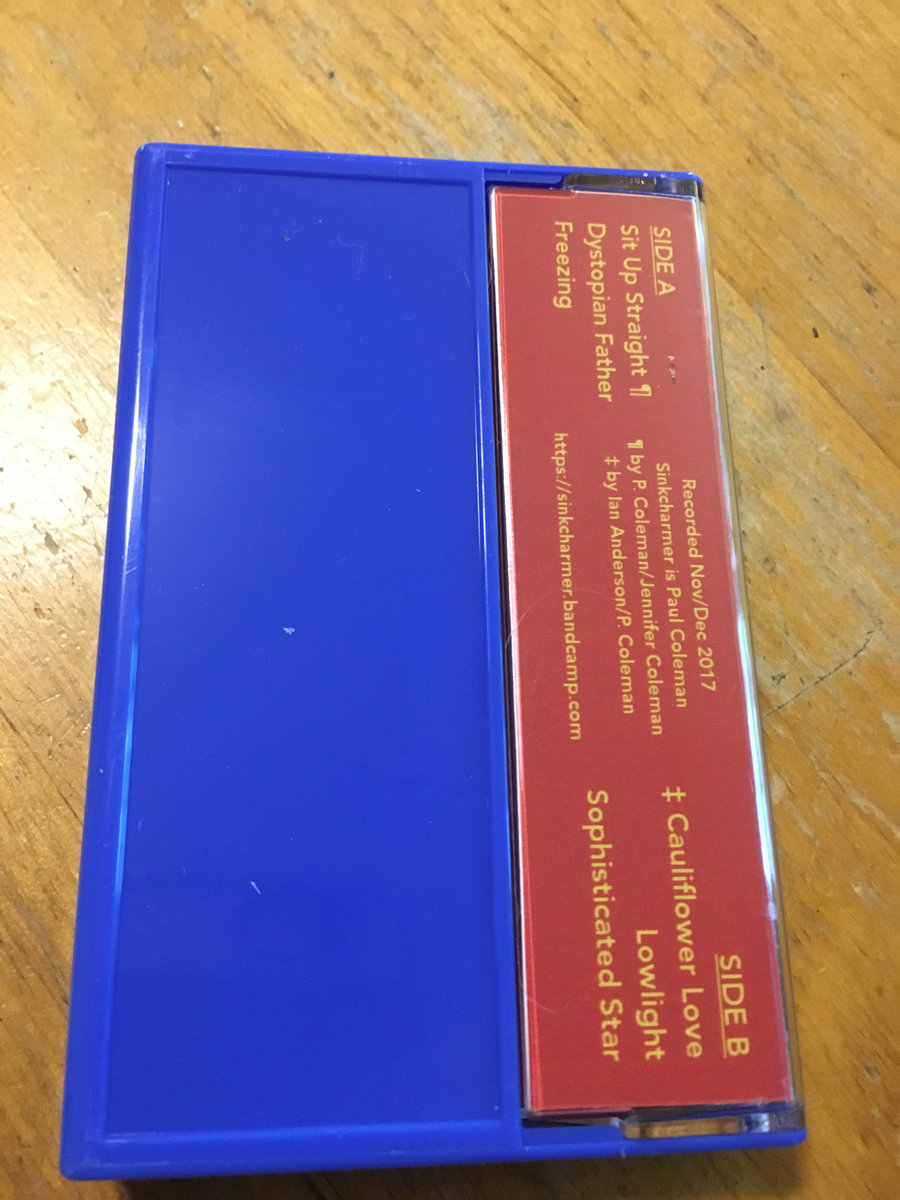 SIDE A
Sit Up Straight ¶
Dystopian Father
Freezing
Recorded Nov/Dec 2017
Sinkcharmer is Paul Coleman
¶ by P. Coleman/Jennifer Coleman
‡ by Ian Anderson/P. Coleman
https://sinkcharmer.bandcamp.com
SIDE B
‡ Cauliflower Love
Lowlight
Sophisticated Star